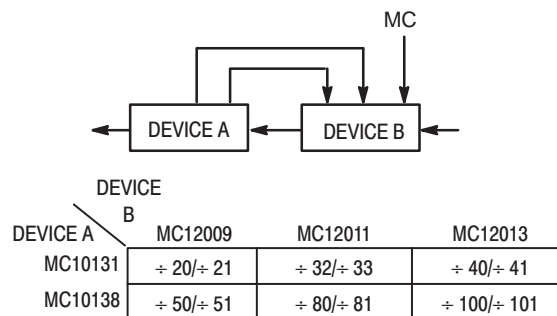 MC
DEVICE A
DEVICE B
DEVICE
B
DEVICE A MC12009 MC12011 MC12013
MC10131 ÷ 20/÷ 21 ÷ 32/÷ 33 ÷ 40/÷ 41
MC10138 ÷ 50/÷ 51 ÷ 80/÷ 81 ÷ 100/÷ 101